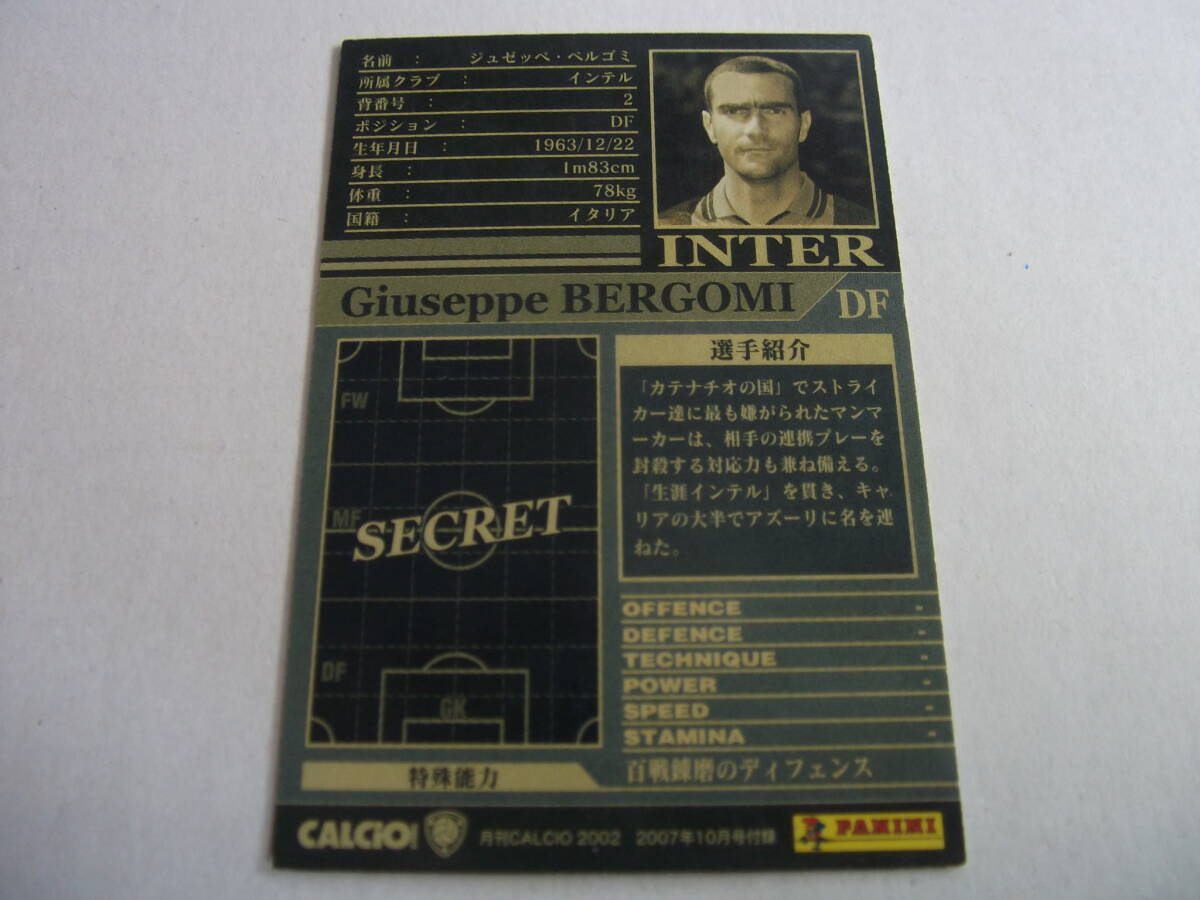 名前 : ジュゼッペ・ベルゴミ
所属クラブ : インテル
背番号 : 2
ポジション : DF
生年月日 : 1963/12/22
身長 : 1m83cm
体重 : 78kg
国籍 : イタリア
INTER
Giuseppe BERGOMI DF
FW
MF
SECRET
DF
GK
選手紹介
「カテナチオの国」でストライ
カー達に最も嫌がられたマンマ
ーカーは、相手の連携プレーを
封殺する対応力も兼ね備える。
「生涯インテル」を貫き、キャ
リアの大半でアズーリに名を連
ねた。
OFFENCE -
DEFENCE -
TECHNIQUE -
POWER -
SPEED -
STAMINA -
特殊能力 百戦錬磨のディフェンス
CALCIO 月刊CALCIO 2002 2007年10月号付録 PANINI